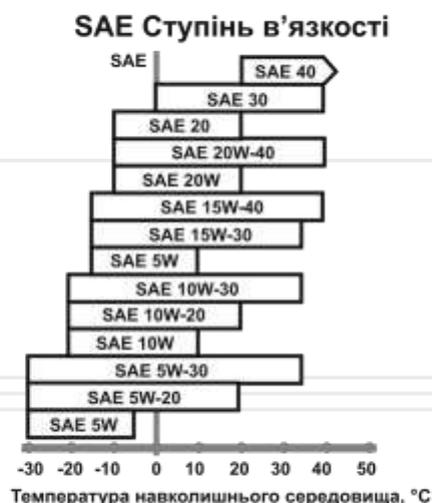 SAE Ступінь в’язкості
SAE
SAE 40
SAE 30
SAE 20
SAE 20W-40
SAE 20W
SAE 15W-40
SAE 15W-30
SAE 5W
SAE 10W-30
SAE 10W-20
SAE 10W
SAE 5W-30
SAE 5W-20
SAE 5W
-30 -20 -10 0 10 20 30 40 50
Температура навколишнього середовища, °C